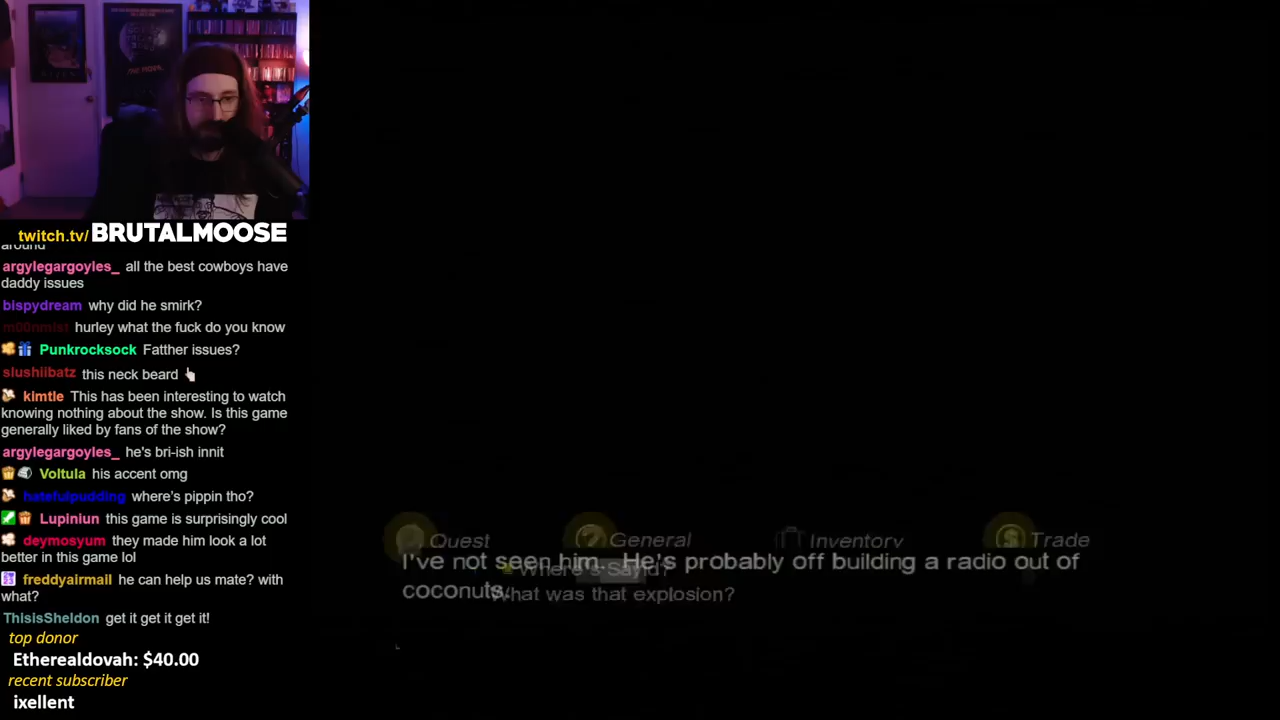 twitch.tv/BRUTALMOOSE
around
argylegargoyles_ all the best cowboys have
daddy issues
bispydream why did he smirk?
m00nmist hurley what the fuck do you know
Punkrocksock Fatther issues?
slushiibatz this neck beard
kimtle This has been interesting to watch
knowing nothing about the show. Is this game
generally liked by fans of the show?
argylegargoyles_ he's bri-ish innit
Voltula his accent omg
hatefulpudding where's pippin tho?
Lupiniun this game is surprisingly cool
deymosyum they made him look a lot
better in this game lol
freddyairmail he can help us mate? with
what?
ThisisSheldon get it get it get it!
top donor
Etherealdovah: $40.00
recent subscriber
ixellent
Quest General Inventory Trade
I've not seen him. He's probably off building a radio out of
coconuts.
Where's Sayid?
What was that explosion?